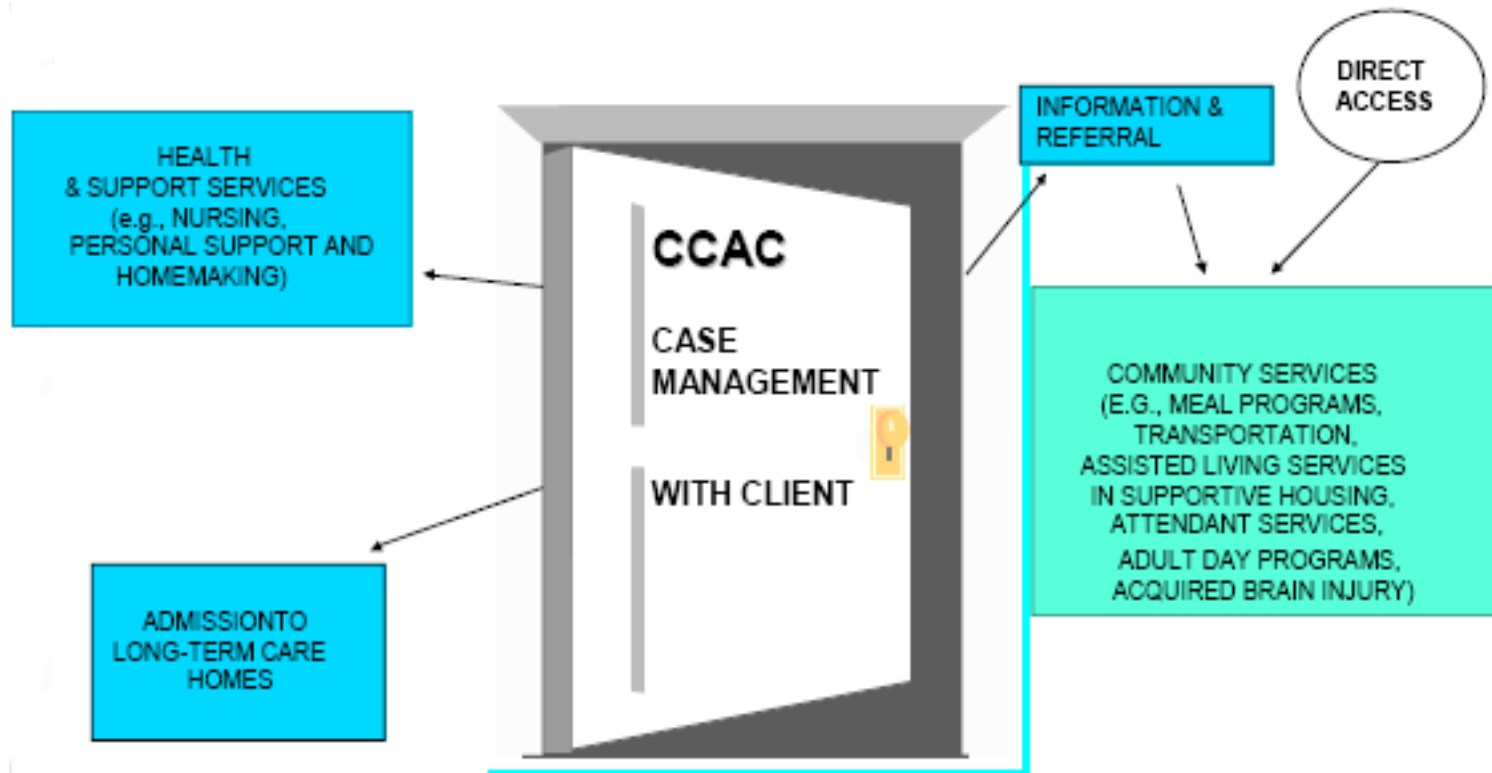 HEALTH
& SUPPORT SERVICES
(e.g., NURSING,
PERSONAL SUPPORT AND
HOMEMAKING)
ADMISSIONTO
LONG-TERM CARE
HOMES
CCAC
CASE
MANAGEMENT
WITH CLIENT
INFORMATION &
REFERRAL
DIRECT
ACCESS
COMMUNITY SERVICES
(E.G., MEAL PROGRAMS,
TRANSPORTATION,
ASSISTED LIVING SERVICES
IN SUPPORTIVE HOUSING,
ATTENDANT SERVICES,
ADULT DAY PROGRAMS,
ACQUIRED BRAIN INJURY)